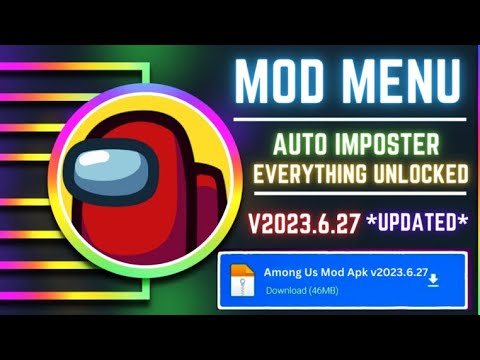 MOD MENU
AUTO IMPOSTER
EVERYTHING UNLOCKED
V2023.6.27 *UPDATED*
Among Us Mod Apk v2023.6.27
Download (46MB)